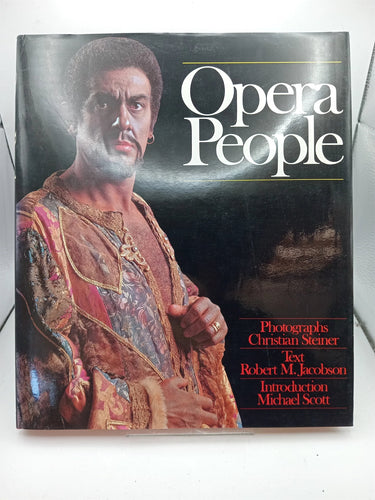 Opera
People
Photographs
Christian Steiner
Text
Robert M. Jacobson
Introduction
Michael Scott